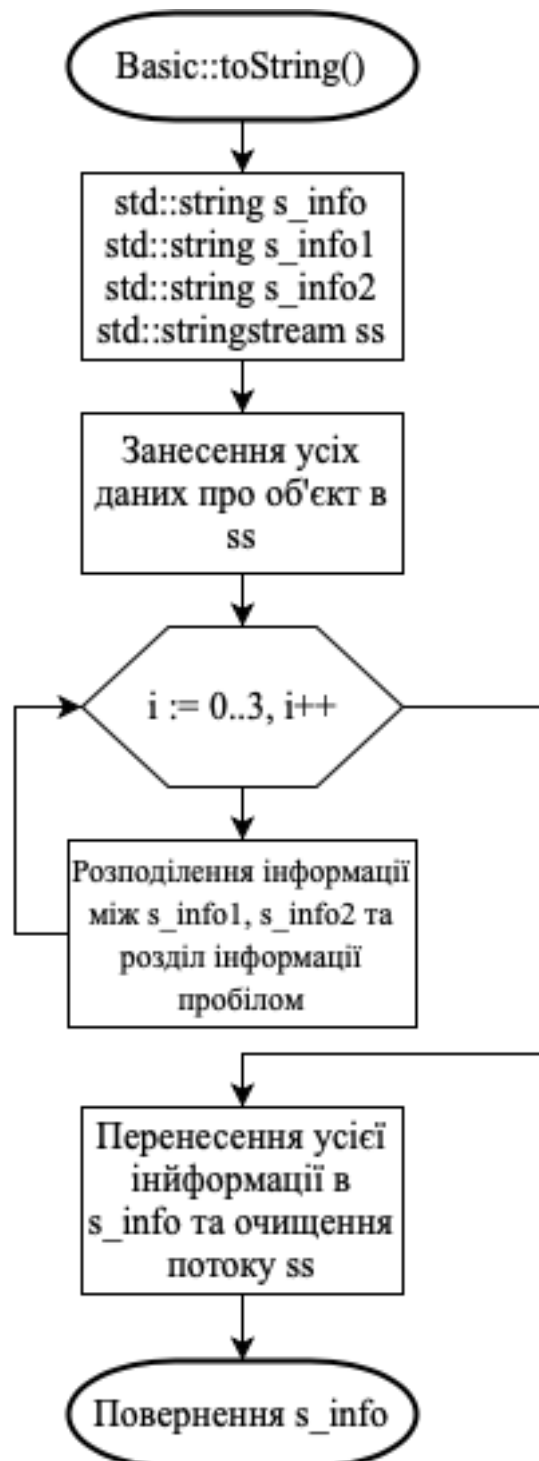 Basic::toString()
std::string s_info
std::string s_info1
std::string s_info2
std::stringstream ss
Занесення усіх
даних про об'єкт в
ss
i := 0..3, i++
Розподілення інформації
між s_info1, s_info2 та
розділ інформації
пробілом
Перенесення усієї
інйформації в
s_info та очищення
потоку ss
Повернення s_info